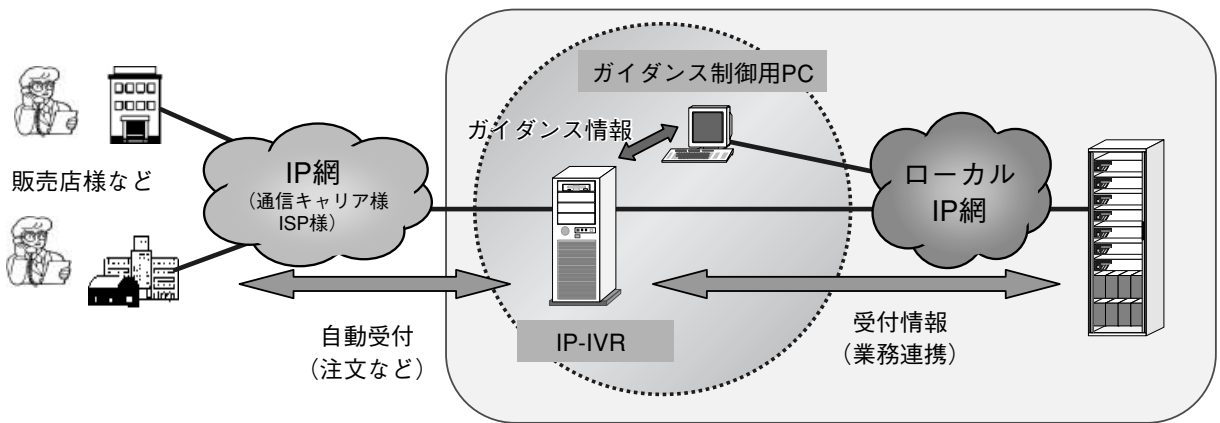 ガイダンス制御用PC
ガイダンス情報
販売店様など
IP網
（通信キャリア様
ISP様）
ローカル
IP網
自動受付
（注文など）
IP-IVR
受付情報
（業務連携）